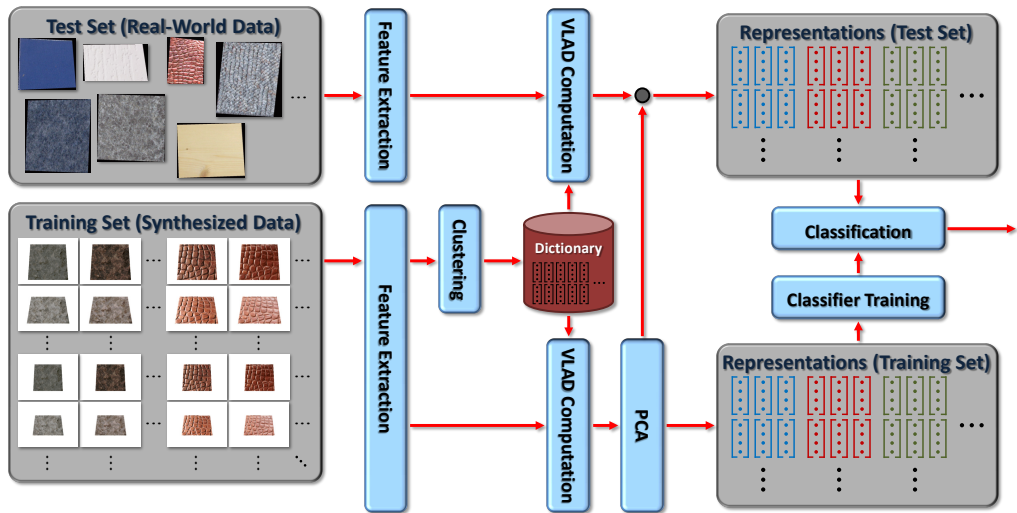 Test Set (Real-World Data)
...
Feature Extraction
VLAD Computation
Representations (Test Set)
...
Training Set (Synthesized Data)
Feature Extraction
Clustering
Dictionary
...
VLAD Computation
PCA
Classification
Classifier Training
Representations (Training Set)
...